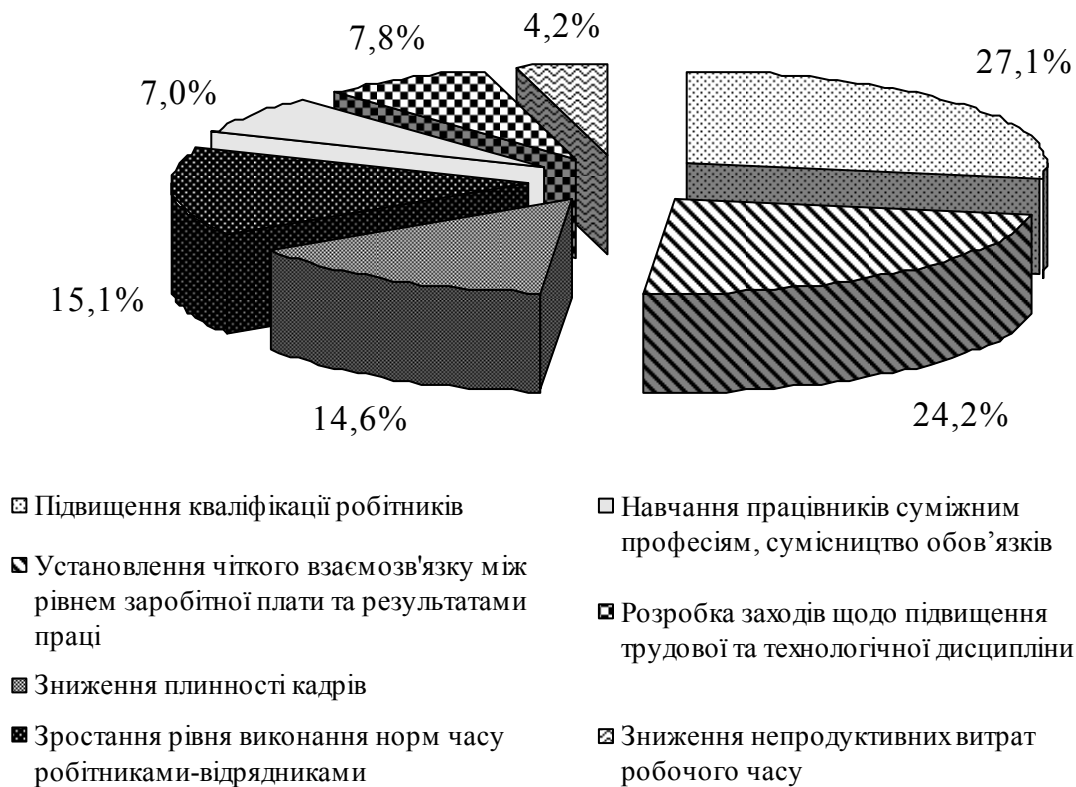 4,2%
7,8%
27,1%
7,0%
15,1%
14,6%
24,2%
Підвищення кваліфікації робітників
Установлення чіткого взаємозв'язку між
рівнем заробітної плати та результатами
праці
Зниження плинності кадрів
Зростання рівня виконання норм часу
робітниками-відрядниками
Навчання працівників суміжним
професіям, сумісництво обов’язків
Розробка заходів щодо підвищення
трудової та технологічної дисципліни
Зниження непродуктивних витрат
робочого часу